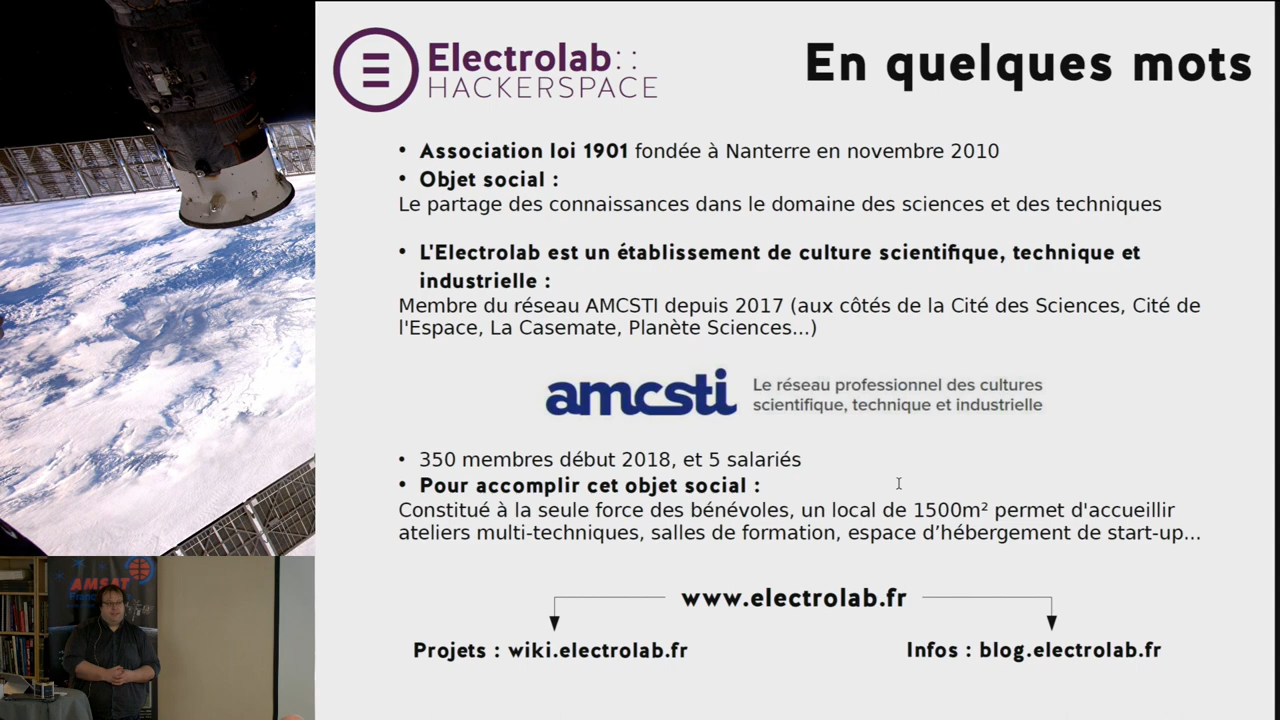 Electrolab::
HACKERSPACE
En quelques mots
• Association loi 1901 fondée à Nanterre en novembre 2010
• Objet social :
Le partage des connaissances dans le domaine des sciences et des techniques
• L'Electrolab est un établissement de culture scientifique, technique et
industrielle :
Membre du réseau AMCSTI depuis 2017 (aux côtés de la Cité des Sciences, Cité de
l'Espace, La Casemate, Planète Sciences...)
amcsti
Le réseau professionnel des cultures
scientifique, technique et industrielle
• 350 membres début 2018, et 5 salariés
• Pour accomplir cet objet social :
Constitué à la seule force des bénévoles, un local de 1500m² permet d'accueillir
ateliers multi-techniques, salles de formation, espace d’hébergement de start-up...
www.electrolab.fr
Projets : wiki.electrolab.fr
Infos : blog.electrolab.fr
AMSAT